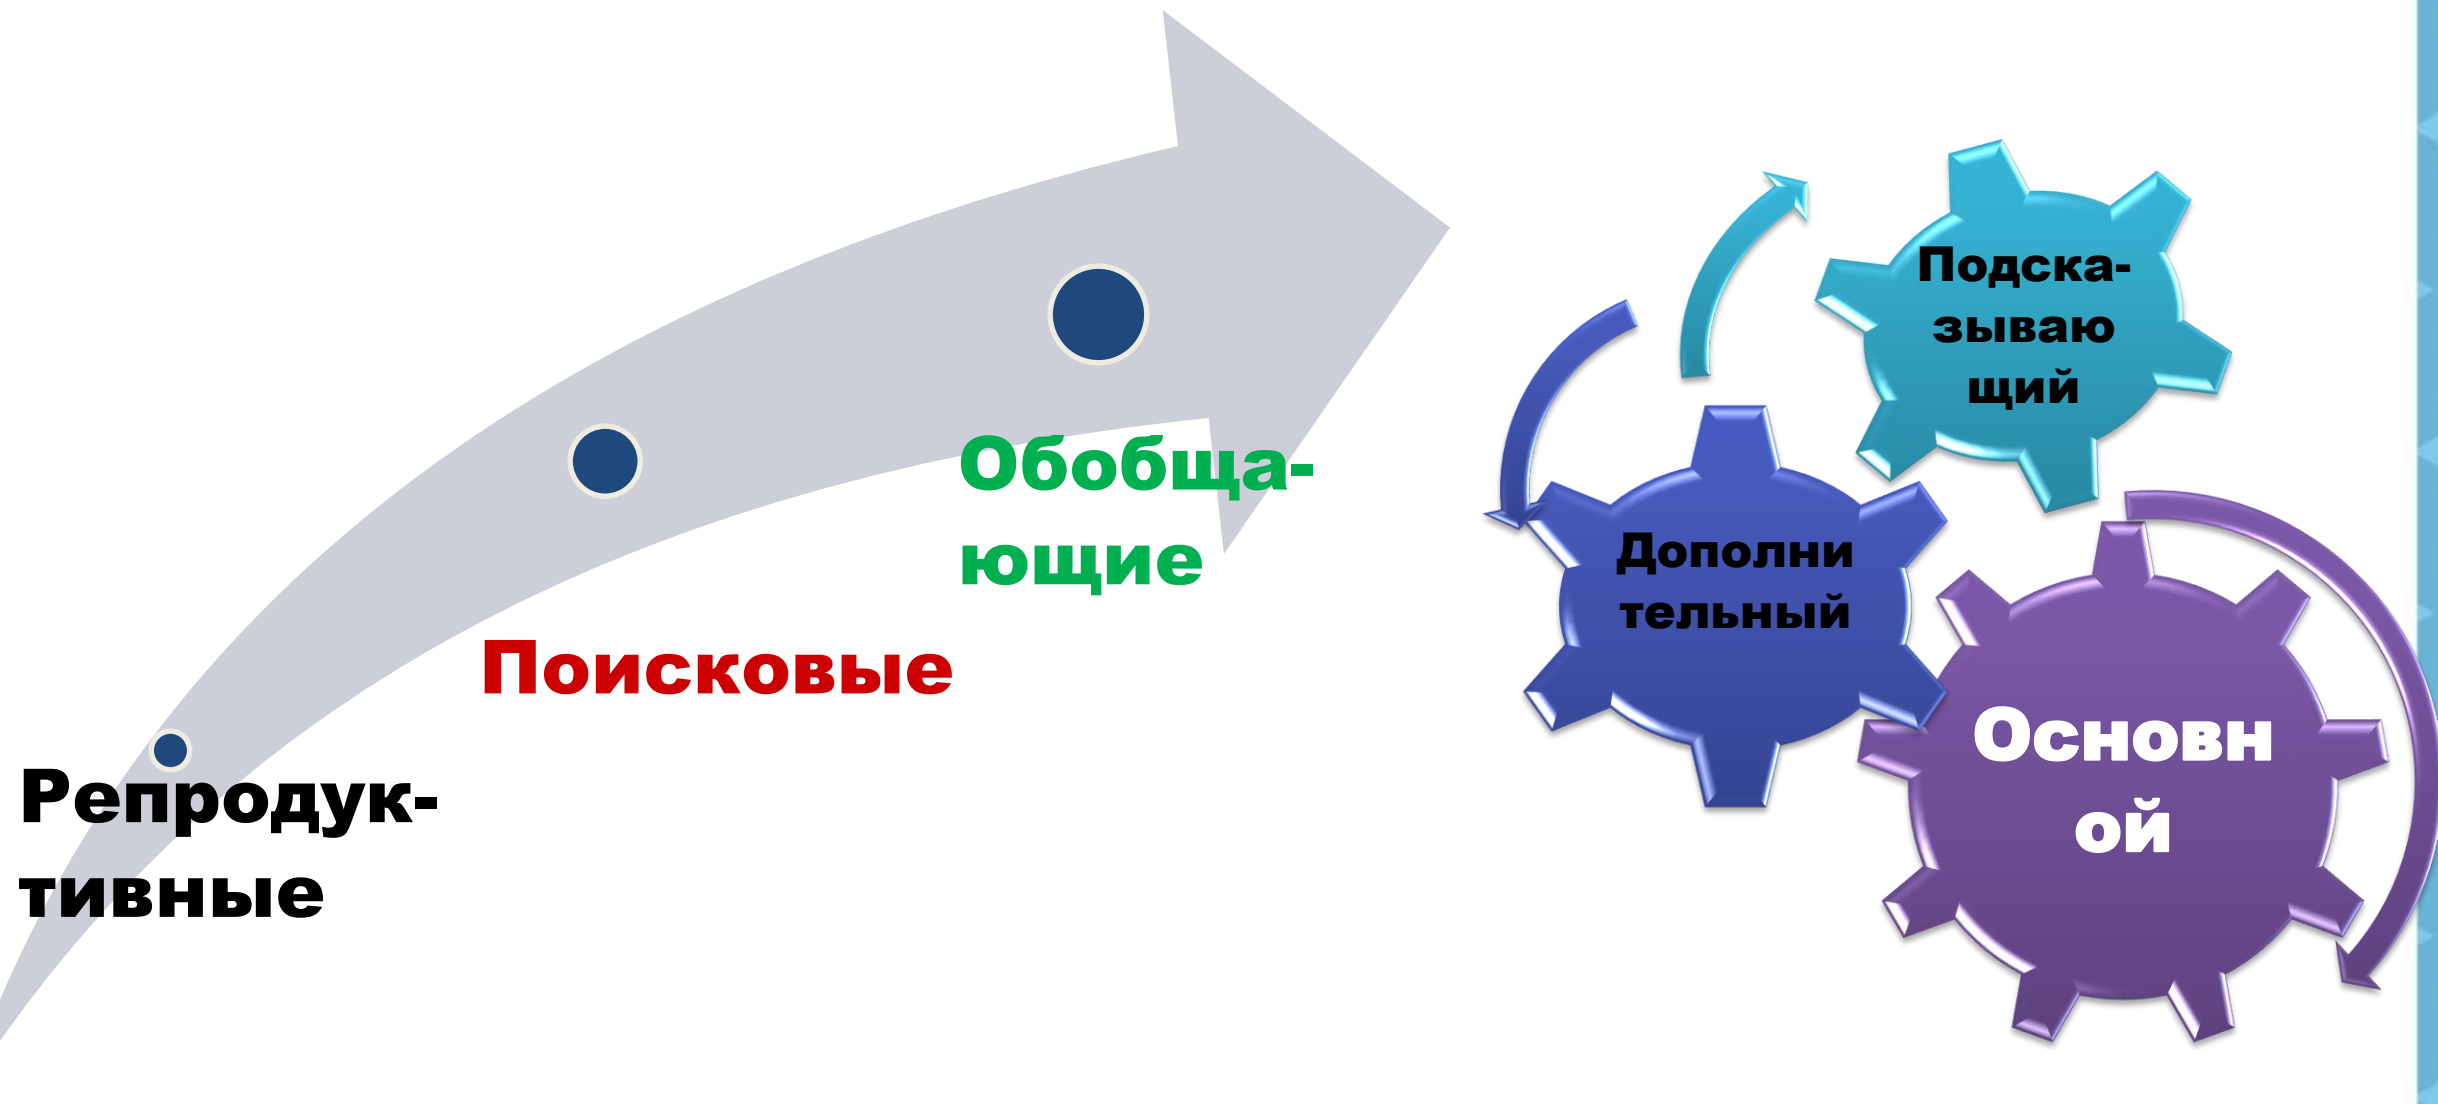 Репродук-
тивные
Поисковые
Обобща-
ющие
Подска-
зываю
щий
Дополни
тельный
Основн
ой